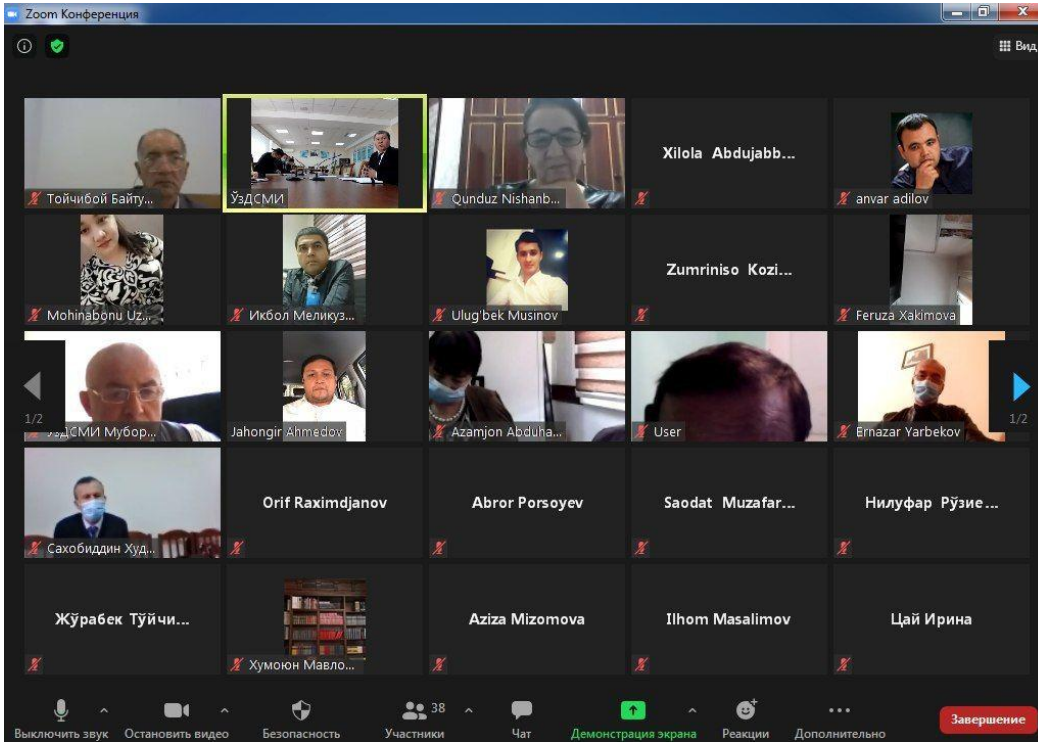 Zoom Конференция
Вид
Тойчибой Байту...
ЎзДСМИ
Qunduz Nishanb...
Xilola Abdujabb...
anvar adilov
Mohinabonu Uz...
Икбол Меликуз...
Ulug'bek Musinov
Zumriniso Kozi...
Feruza Xakimova
1/2
ЎзДСМИ Мубор...
Jahongir Ahmedov
Azamjon Abduha...
User
Ernazar Yarbekov
1/2
Сахобиддин Худ...
Orif Raximdjanov
Abror Porsoyev
Saodat Muzafar...
Нилуфар Рўзие...
Жўрабек Тўйчи...
Хумоюн Мавло...
Aziza Mizomova
Ilhom Masalimov
Цай Ирина
38
Выключить звук
Остановить видео
Безопасность
Участники
Чат
Демонстрация экрана
Реакции
Дополнительно
Завершение